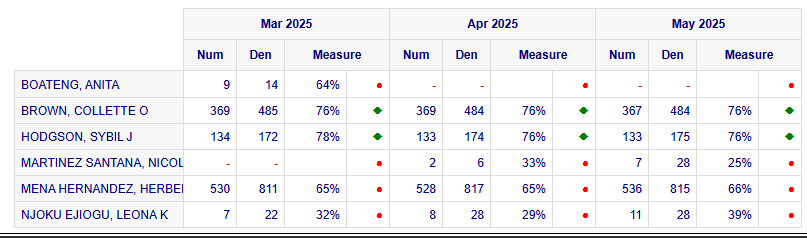 Mar 2025 Apr 2025 May 2025
Num Den Measure Num Den Measure Num Den Measure
BOATENG, ANITA 9 14 64% - - - -
BROWN, COLLETTE O 369 485 76% 369 484 76% 367 484 76%
HODGSON, SYBIL J 134 172 78% 133 174 76% 133 175 76%
MARTINEZ SANTANA, NICOL - - 2 6 33% 7 28 25%
MENA HERNANDEZ, HERBE 530 811 65% 528 817 65% 536 815 66%
NJOKU EJIOGU, LEONA K 7 22 32% 8 28 29% 11 28 39%